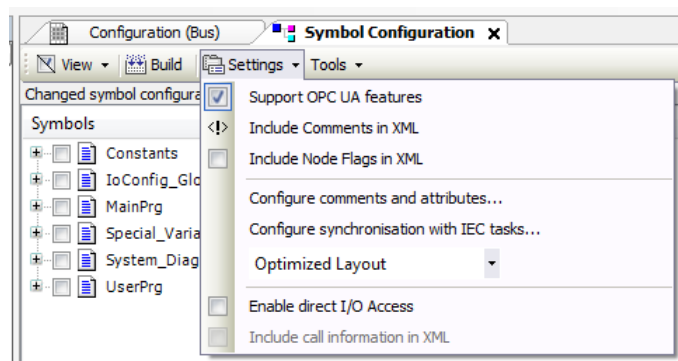 Configuration (Bus)
Symbol Configuration x
View
Build
Settings
Tools
Changed symbol configura
Symbols
Constants
IoConfig_Glo
MainPrg
Special_Varia
System_Diag
UserPrg
Support OPC UA features
Include Comments in XML
Include Node Flags in XML
Configure comments and attributes...
Configure synchronisation with IEC tasks...
Optimized Layout
Enable direct I/O Access
Include call information in XML